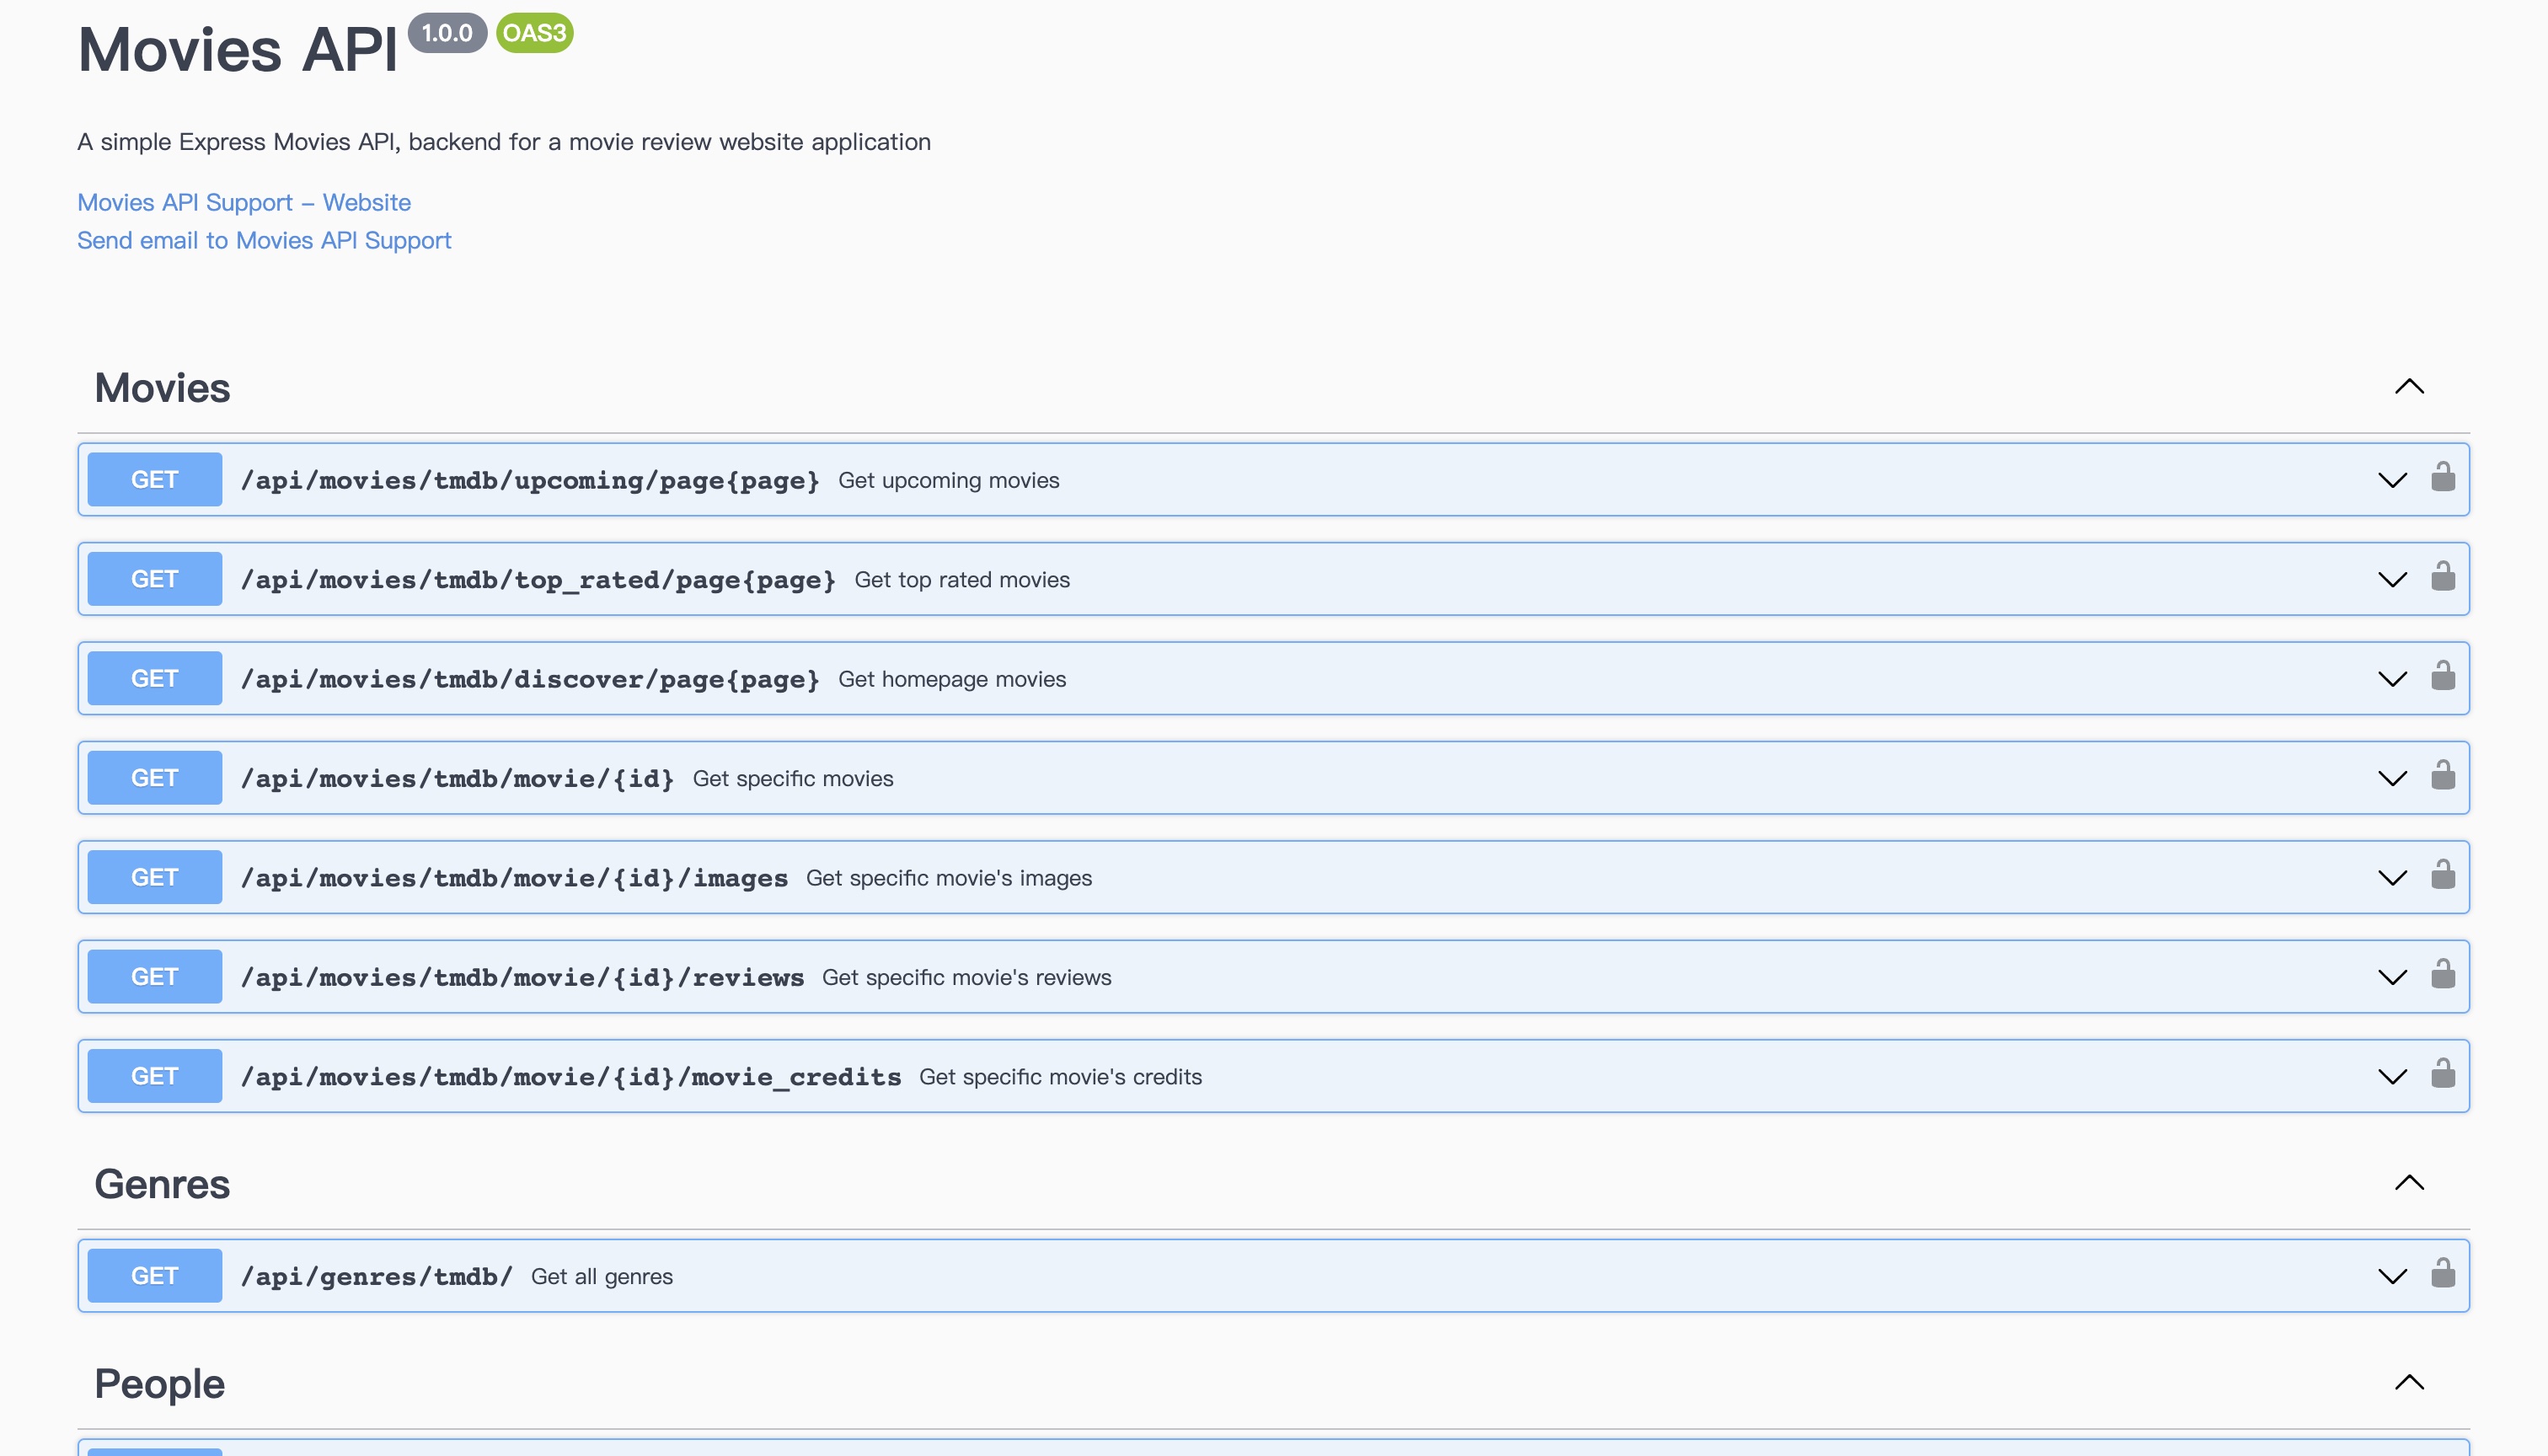 Movies API 1.0.0 OAS3
A simple Express Movies API, backend for a movie review website application
Movies API Support – Website
Send email to Movies API Support
Movies
GET /api/movies/tmdb/upcoming/page{page} Get upcoming movies
GET /api/movies/tmdb/top_rated/page{page} Get top rated movies
GET /api/movies/tmdb/discover/page{page} Get homepage movies
GET /api/movies/tmdb/movie/{id} Get specific movies
GET /api/movies/tmdb/movie/{id}/images Get specific movie's images
GET /api/movies/tmdb/movie/{id}/reviews Get specific movie's reviews
GET /api/movies/tmdb/movie/{id}/movie_credits Get specific movie's credits
Genres
GET /api/genres/tmdb/ Get all genres
People